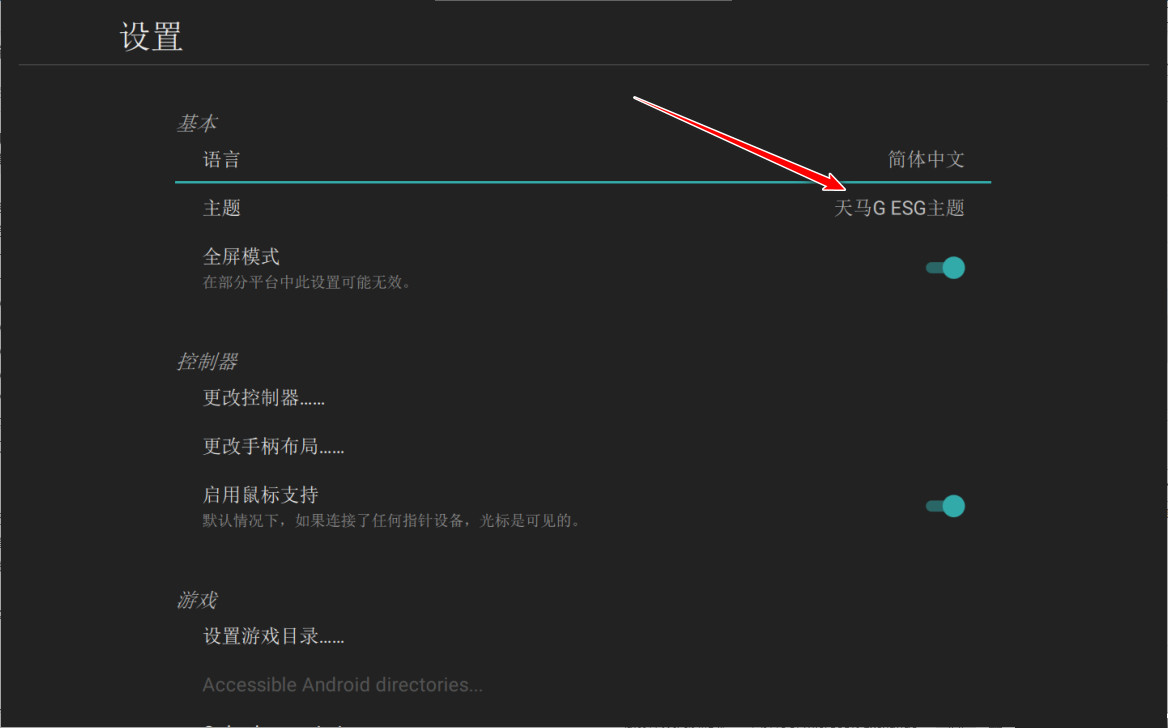 设置
基本
语言 简体中文
主题 天马G ESG主题
全屏模式
在部分平台中此设置可能无效。
控制器
更改控制器……
更改手柄布局……
启用鼠标支持
默认情况下，如果连接了任何指针设备，光标是可见的。
游戏
设置游戏目录……
Accessible Android directories...